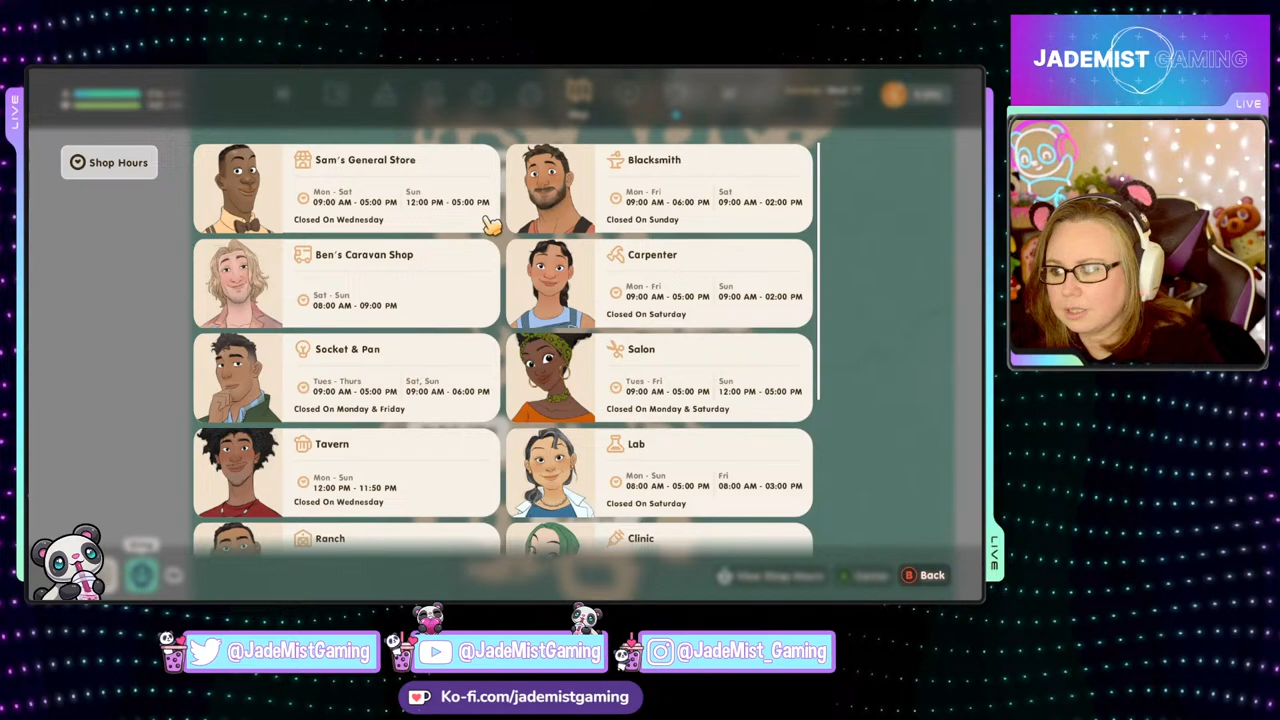 JADEMIST GAMING
LIVE
LIVE
Shop Hours
Sam's General Store
Mon - Sat
09:00 AM - 05:00 PM
Sun
12:00 PM - 05:00 PM
Closed On Wednesday
Blacksmith
Mon - Fri
09:00 AM - 06:00 PM
Sat
09:00 AM - 02:00 PM
Closed On Sunday
Ben's Caravan Shop
Sat - Sun
08:00 AM - 09:00 PM
Carpenter
Mon - Fri
09:00 AM - 05:00 PM
Sun
09:00 AM - 02:00 PM
Closed On Saturday
Socket & Pan
Tues - Thurs
09:00 AM - 05:00 PM
Sat, Sun
09:00 AM - 06:00 PM
Closed On Monday & Friday
Salon
Tues - Fri
09:00 AM - 05:00 PM
Sun
12:00 PM - 05:00 PM
Closed On Monday & Saturday
Tavern
Mon - Sun
12:00 PM - 11:50 PM
Closed On Wednesday
Lab
Mon - Sun
08:00 AM - 05:00 PM
Fri
08:00 AM - 03:00 PM
Closed On Saturday
Ranch
Clinic
View Shop Hours
B Back
LIVE
@JadeMistGaming
@JadeMistGaming
@JadeMist_Gaming
Ko-fi.com/jademistgaming